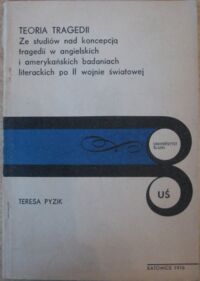 TEORIA TRAGEDII
Ze studiów nad koncepcją
tragedii w angielskich
i amerykańskich badaniach
literackich po II wojnie światowej
UNIWERSYTET
ŚLĄSKI
UŚ
TERESA PYZIK
KATOWICE 1976